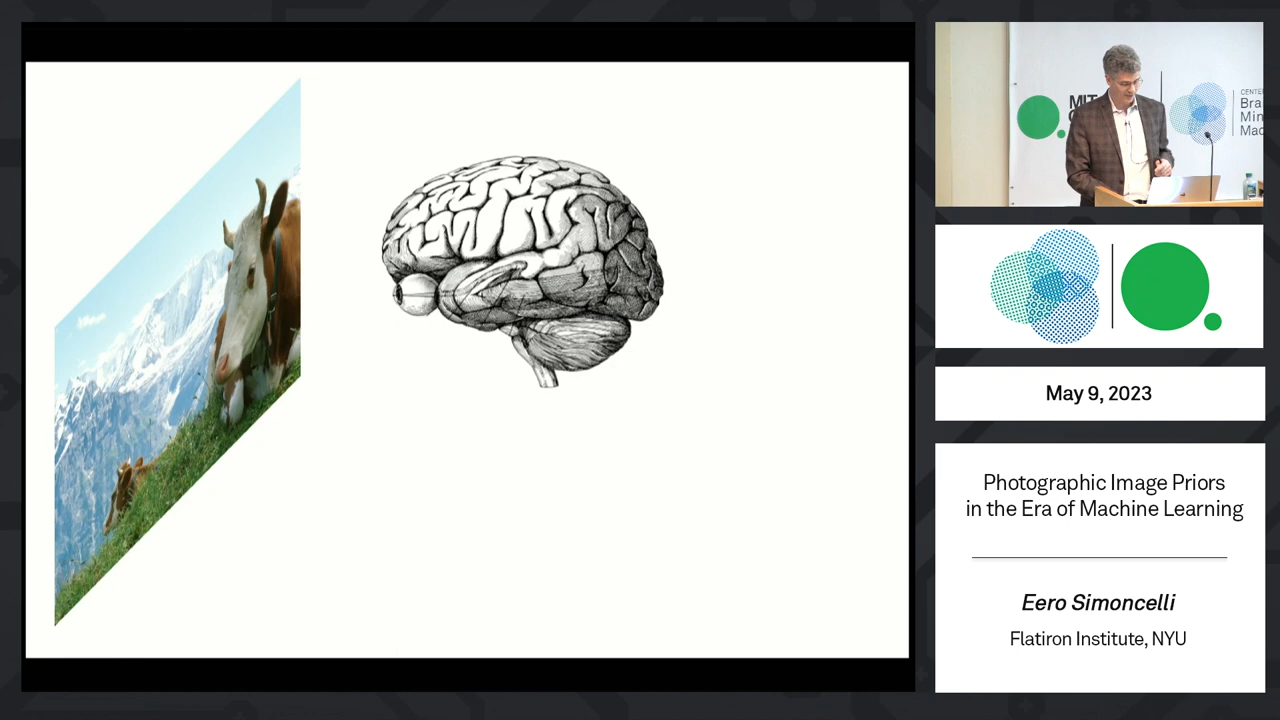 MIT
CENTE
Bra
Min
Mac
May 9, 2023
Photographic Image Priors
in the Era of Machine Learning
Eero Simoncelli
Flatiron Institute, NYU